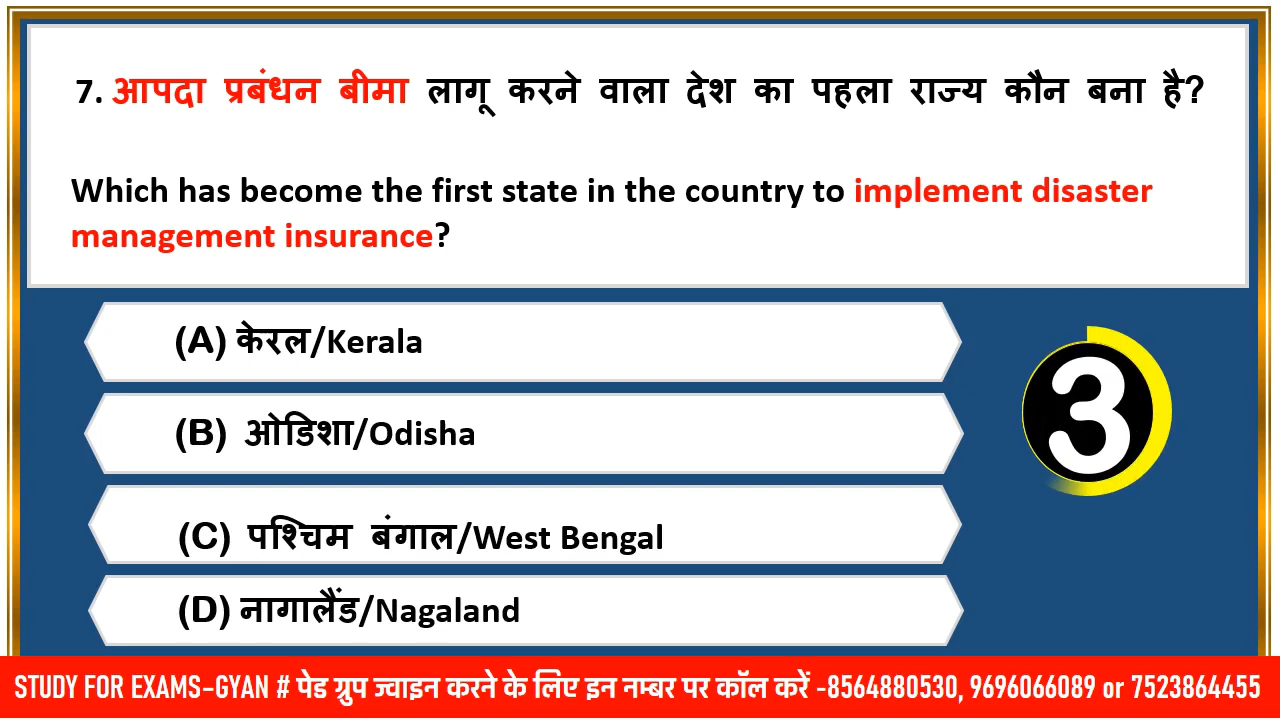 7. आपदा प्रबंधन बीमा लागू करने वाला देश का पहला राज्य कौन बना है?
Which has become the first state in the country to implement disaster
management insurance?
(A) केरल/Kerala
(B) ओडिशा/Odisha
3
(C) पश्चिम बंगाल/West Bengal
(D) नागालैंड/Nagaland
STUDY FOR EXAMS-GYAN # पेड ग्रुप ज्वाइन करने के लिए इन नम्बर पर कॉल करें -8564880530, 9696066089 or 7523864455